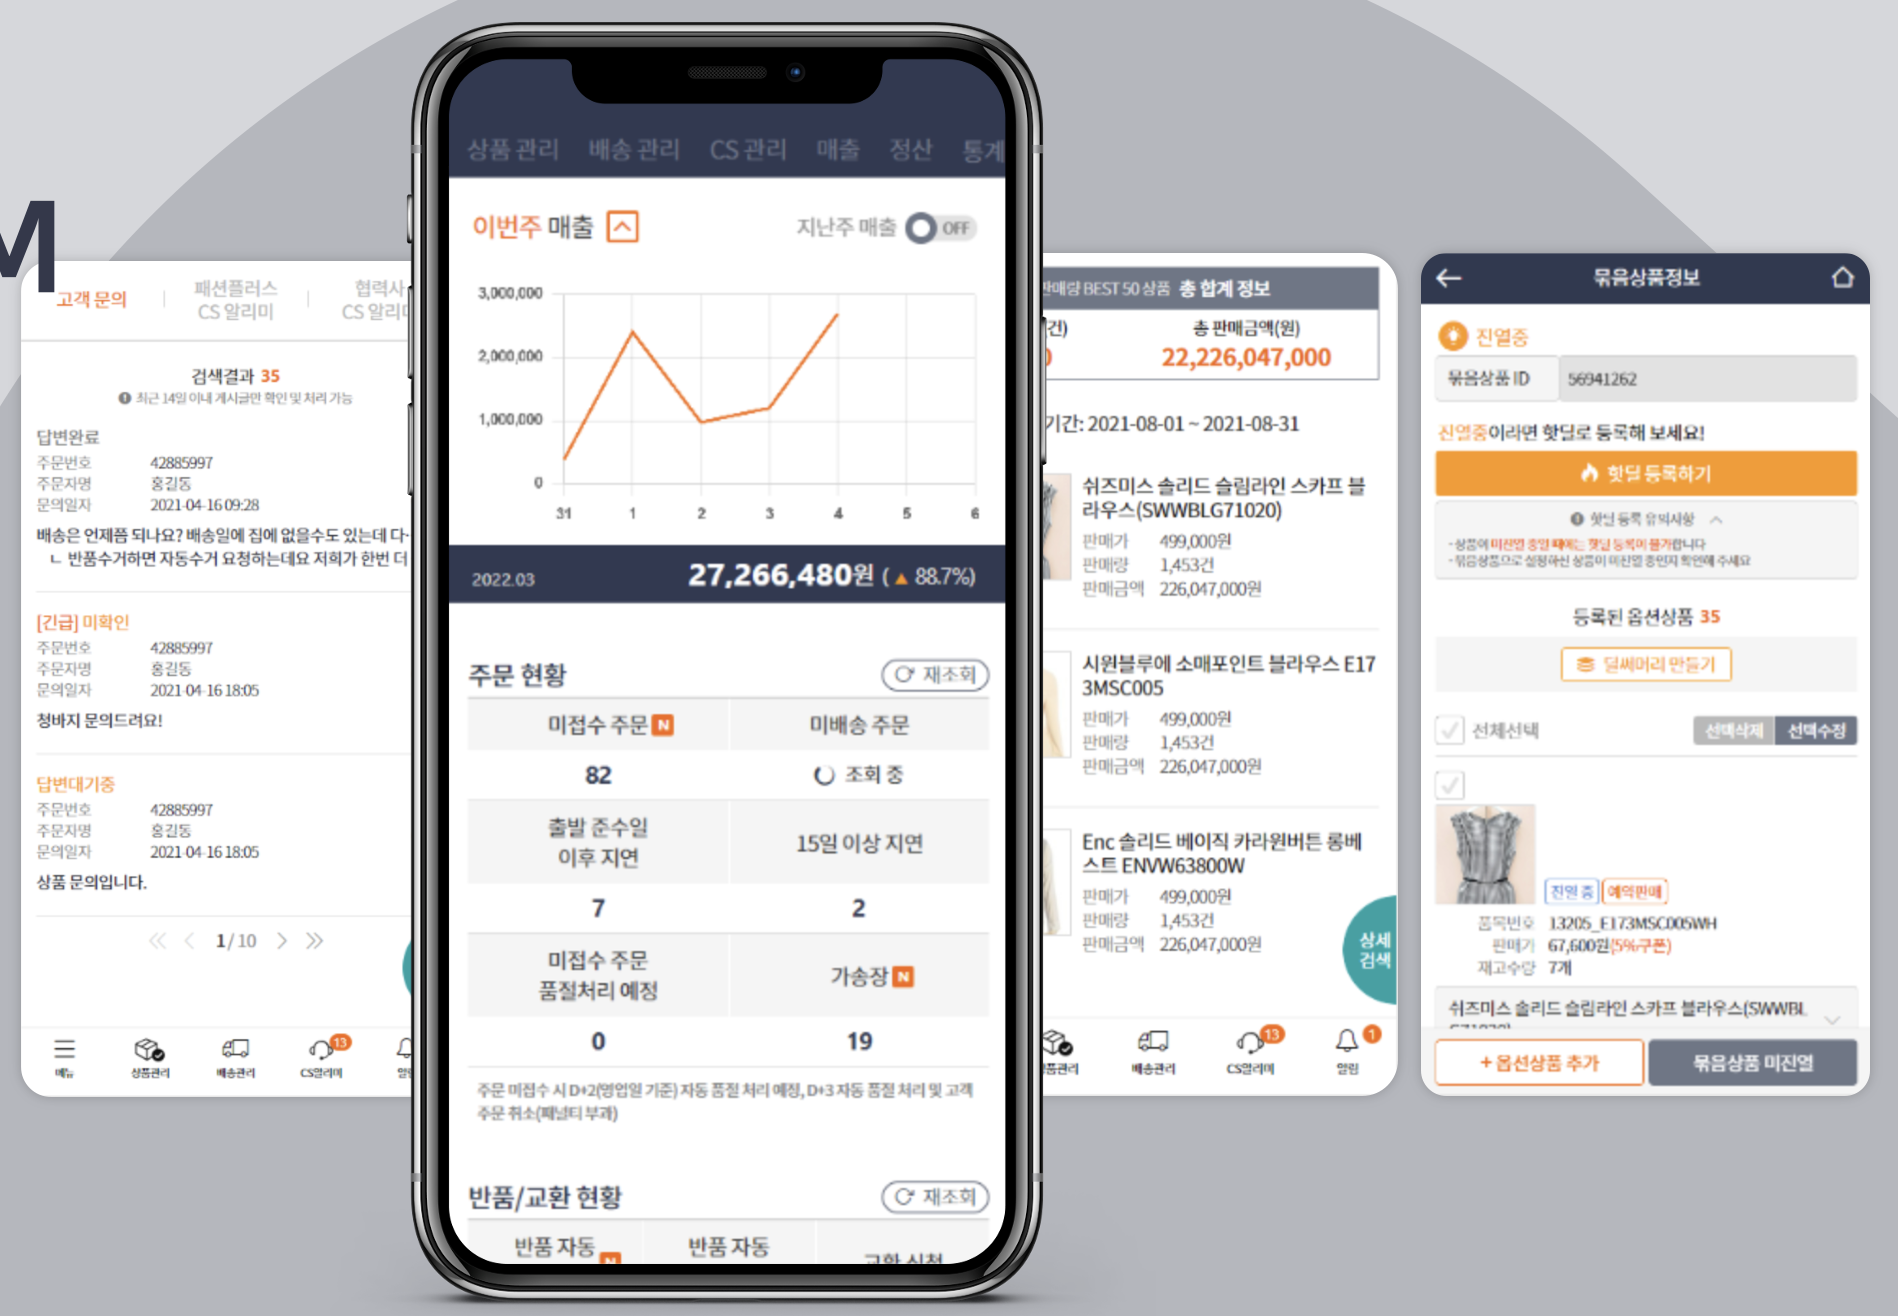 M
고객 문의
패션플러스
CS 알리미
협력사
CS 알리
검색결과 35
최근 14일 이내 게시글만 확인 및 처리 가능
답변완료
주문번호 42885997
주문자명 홍길동
문의일자 2021-04-16 09:28
배송은 언제쯤 되나요? 배송일에 집에 없을수도 있는데 다
ㄴ 반품수거하면 자동수거 요청하는데요 저희가 한번 더
[긴급] 미확인
주문번호 42885997
주문자명 홍길동
문의일자 2021-04-16 18:05
청바지 문의드려요!
답변대기중
주문번호 42885997
주문자명 홍길동
문의일자 2021-04-16 18:05
상품 문의입니다.
1/10
메뉴 상품관리 배송관리 CS알리미 13
상품 관리 배송 관리 CS 관리 매출 정산 통계
이번주 매출
지난주 매출 OFF
3,000,000
2,000,000
1,000,000
0
31 1 2 3 4 5 6
2022.03 27,266,480원 (▲ 88.7%)
주문 현황 재조회
미접수 주문 N 미배송 주문
82 조회 중
출발 준수일
이후 지연
15일 이상 지연
7 2
미접수 주문
품절처리 예정
가송장 N
0 19
주문 미접수 시 D+2(영업일 기준) 자동 품절 처리 예정, D+3 자동 품절 처리 및 고객
주문 취소(패널티 부과)
반품/교환 현황 재조회
반품 자동 N 반품 자동 교환 신청
판매량 BEST 50 상품 총 합계 정보
건) 총 판매금액(원)
22,226,047,000
기간: 2021-08-01 ~ 2021-08-31
쉬즈미스 솔리드 슬림라인 스카프 블
라우스(SWWBLG71020)
판매가 499,000원
판매량 1,453건
판매금액 226,047,000원
시원블루에 소매포인트 블라우스 E17
3MSC005
판매가 499,000원
판매량 1,453건
판매금액 226,047,000원
Enc 솔리드 베이직 카라원버튼 롱베
스트 ENVW63800W
판매가 499,000원
판매량 1,453건
판매금액 226,047,000원
상세
검색
상품관리 배송관리 CS알리미 13 알림 1
묶음상품정보
진열중
묶음상품 ID 56941262
진열중이라면 핫딜로 등록해 보세요!
핫딜 등록하기
핫딜 등록 유의사항
- 상품이 미진열 중일 때에는 핫딜 등록이 불가합니다
- 묶음상품으로 설정하신 상품이 미진열 중인지 확인해 주세요
등록된 옵션상품 35
딜써머리 만들기
전체선택 선택삭제 선택수정
진열 중 예약판매
품목번호 13205_E173MSC005WH
판매가 67,600원(5%쿠폰)
재고수량 7개
쉬즈미스 솔리드 슬림라인 스카프 블라우스(SWWBL
G71020)
+ 옵션상품 추가 묶음상품 미진열